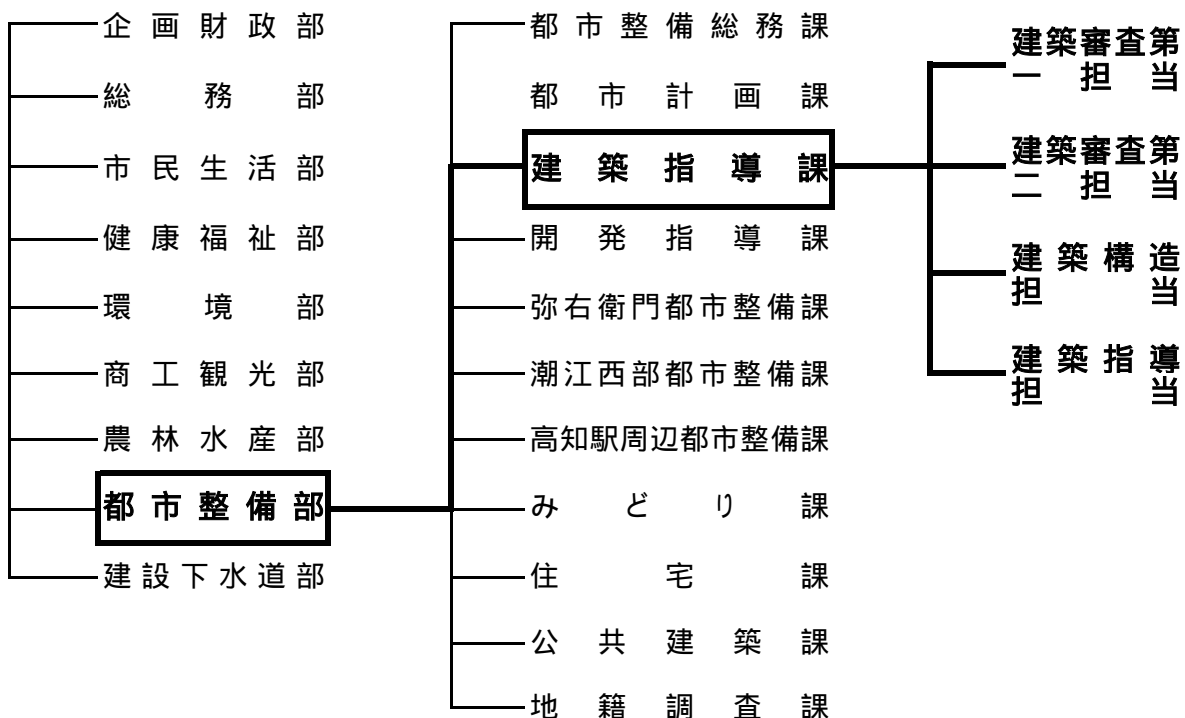 企画財政部
総務部
市民生活部
健康福祉部
環境部
商工観光部
農林水産部
都市整備部
建設下水道部
都市整備総務課
都市計画課
建築指導課
開発指導課
弥右衛門都市整備課
潮江西部都市整備課
高知駅周辺都市整備課
みどり課
住宅課
公共建築課
地籍調査課
建築審査第
一担当
建築審査第
二担当
建築構造
担当
建築指導
担当